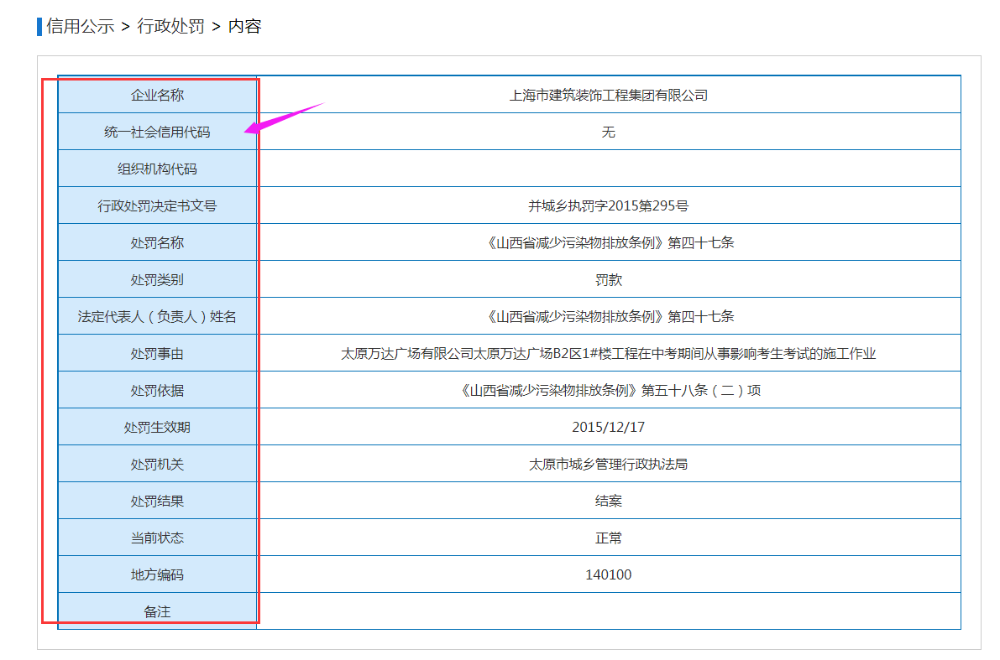 信用公示 > 行政处罚 > 内容
企业名称 上海市建筑装饰工程集团有限公司
统一社会信用代码 无
组织机构代码
行政处罚决定书文号 并城乡执罚字2015第295号
处罚名称 《山西省减少污染物排放条例》第四十七条
处罚类别 罚款
法定代表人（负责人）姓名 《山西省减少污染物排放条例》第四十七条
处罚事由 太原万达广场有限公司太原万达广场B2区1#楼工程在中考期间从事影响考生考试的施工作业
处罚依据 《山西省减少污染物排放条例》第五十八条（二）项
处罚生效期 2015/12/17
处罚机关 太原市城乡管理行政执法局
处罚结果 结案
当前状态 正常
地方编码 140100
备注